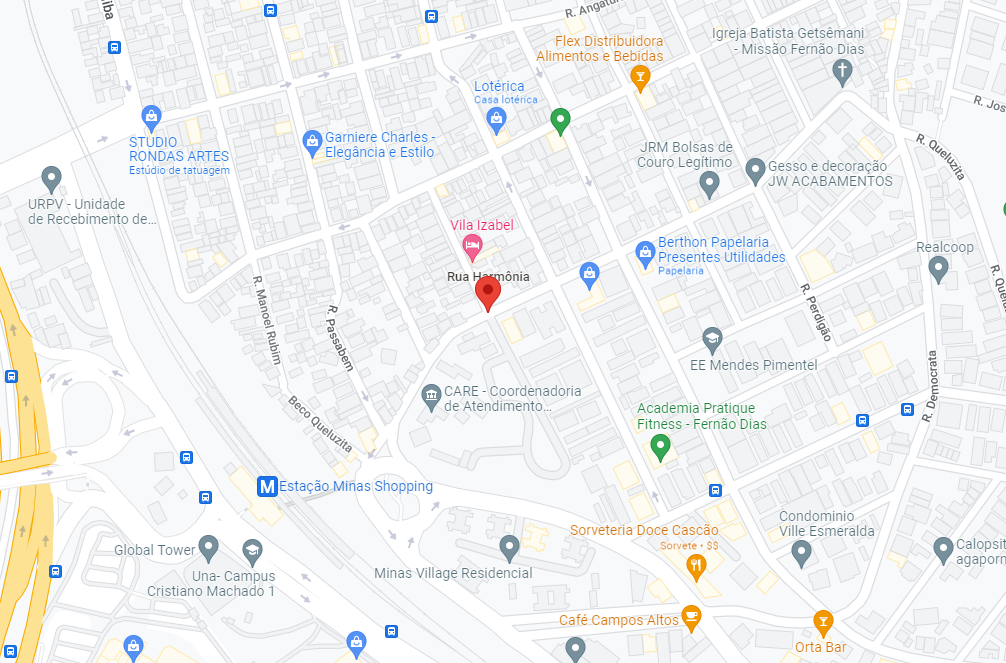 iba
R. Angatur
Flex Distribuidora
Alimentos e Bebidas
Igreja Batista Getsêmani
- Missão Fernão Dias
Lotérica
Casa lotérica
R. Jos
STUDIO
RONDAS ARTES
Estúdio de tatuagem
Garniere Charles -
Elegância e Estilo
JRM Bolsas de
Couro Legítimo
Gesso e decoração
JW ACABAMENTOS
R. Queluzita
URPV - Unidade
de Recebimento de...
Vila Izabel
Rua Harmônia
Berthon Papelaria
Presentes Utilidades
Papelaria
Realcoop
R. Quelu
R. Manoel Rubim
R. Passabem
R. Perdigão
EE Mendes Pimentel
CARE - Coordenadoria
de Atendimento...
Beco Queluzita
Academia Pratique
Fitness - Fernão Dias
R. Democrata
M Estação Minas Shopping
Condominio
Ville Esmeralda
Sorveteria Doce Cascão
Sorvete • $$
Global Tower
Una- Campus
Cristiano Machado 1
Minas Village Residencial
Calopsit
agaporn
Café Campos Altos
Orta Bar